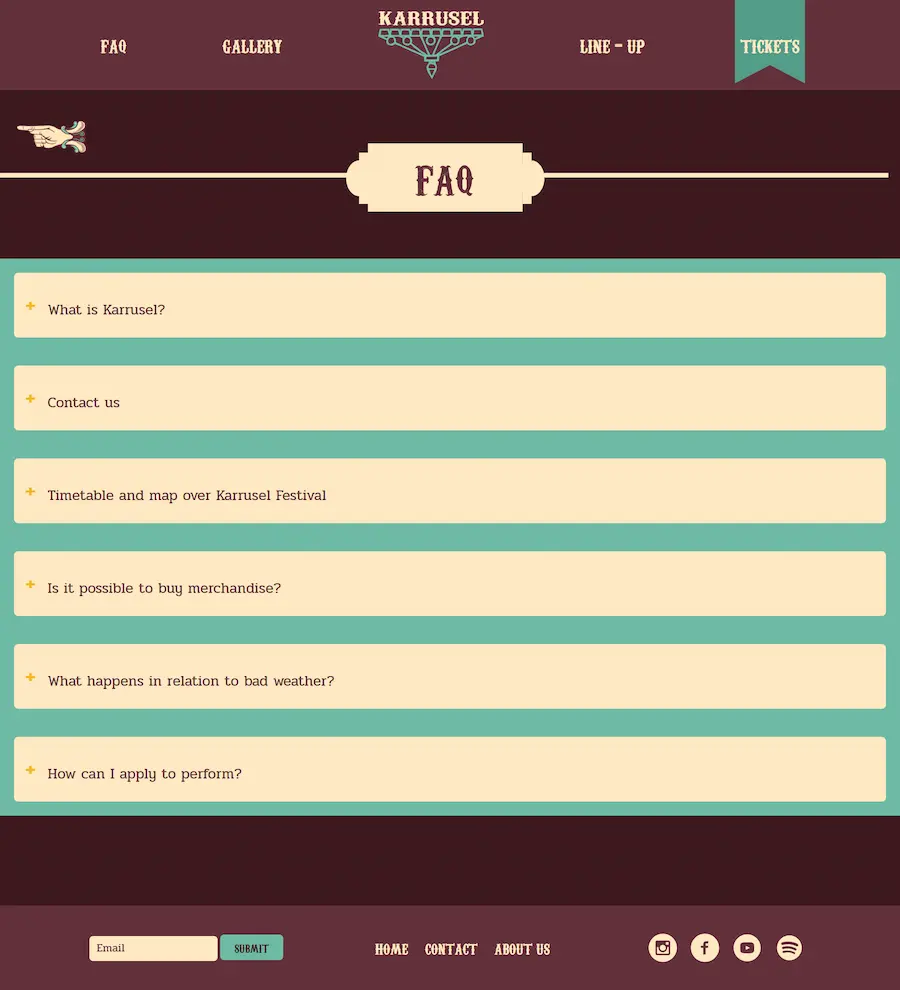 FAQ
GALLERY
KARRUSEL
LINE - UP
TICKETS
FAQ
+ What is Karrusel?
+ Contact us
+ Timetable and map over Karrusel Festival
+ Is it possible to buy merchandise?
+ What happens in relation to bad weather?
+ How can I apply to perform?
Email
SUBMIT
HOME
CONTACT
ABOUT US